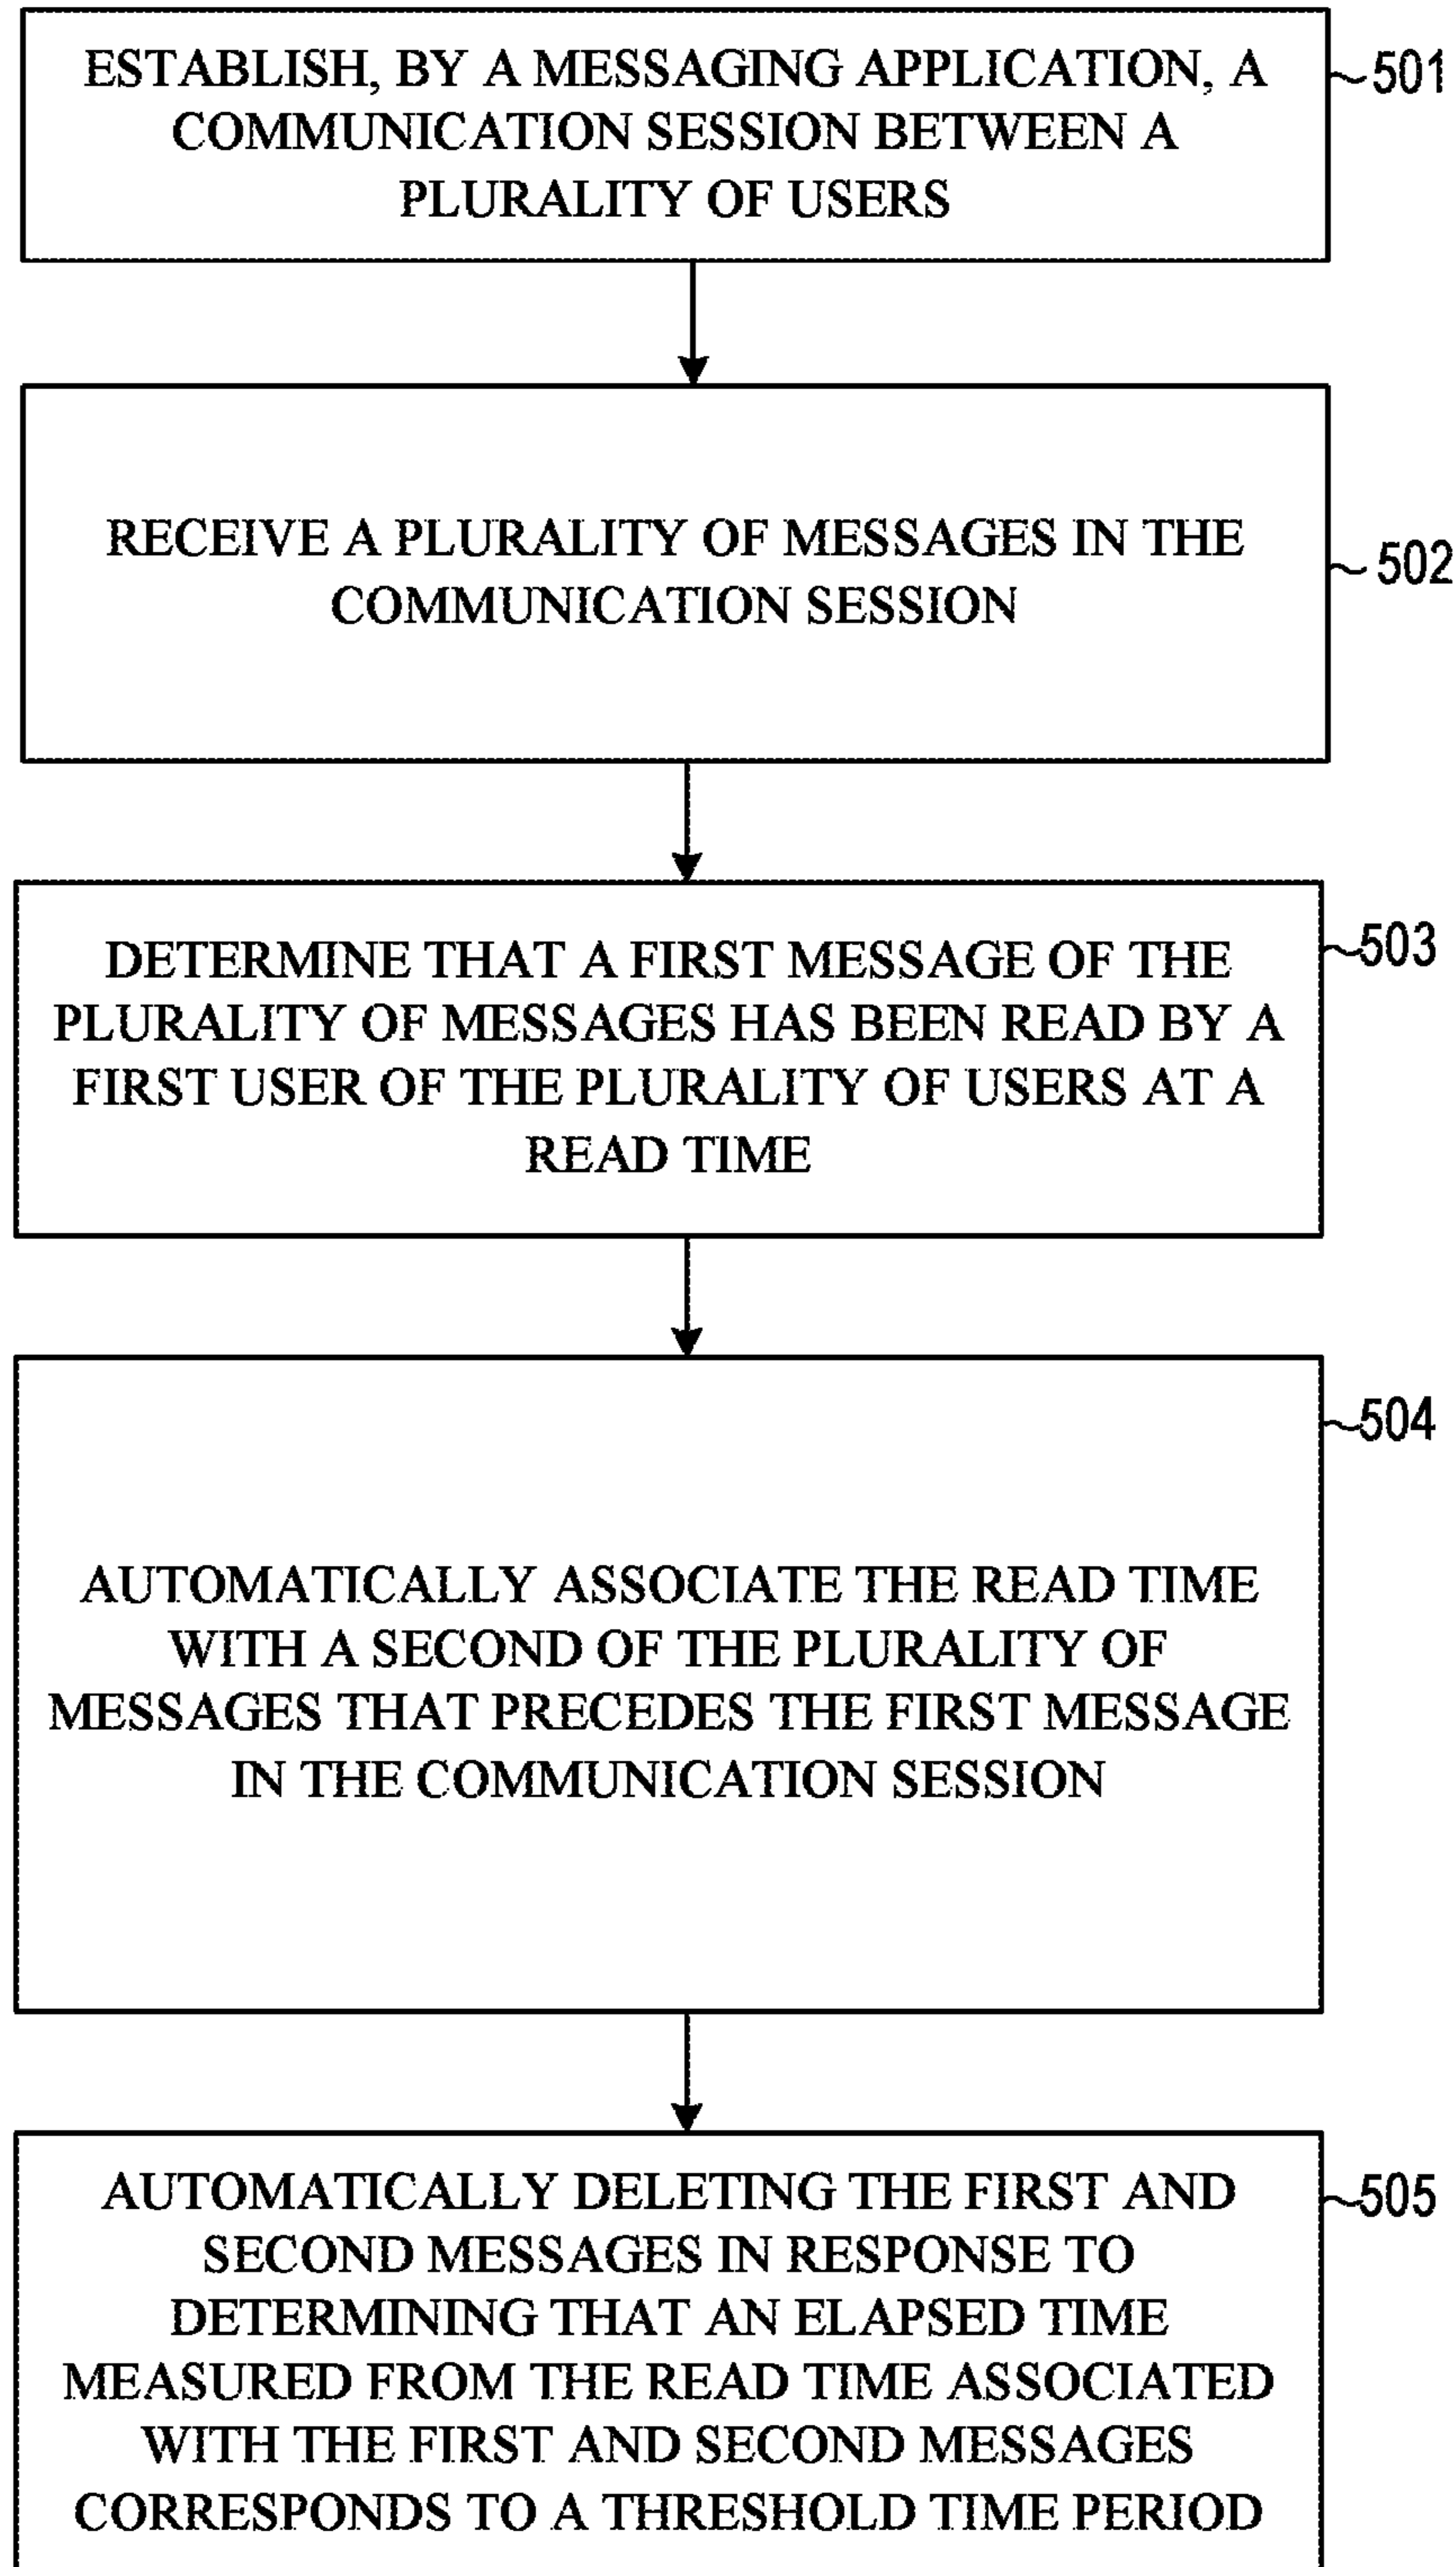 ESTABLISH, BY A MESSAGING APPLICATION, A
COMMUNICATION SESSION BETWEEN A
PLURALITY OF USERS
501
RECEIVE A PLURALITY OF MESSAGES IN THE
COMMUNICATION SESSION
502
DETERMINE THAT A FIRST MESSAGE OF THE
PLURALITY OF MESSAGES HAS BEEN READ BY A
FIRST USER OF THE PLURALITY OF USERS AT A
READ TIME
503
AUTOMATICALLY ASSOCIATE THE READ TIME
WITH A SECOND OF THE PLURALITY OF
MESSAGES THAT PRECEDES THE FIRST MESSAGE
IN THE COMMUNICATION SESSION
504
AUTOMATICALLY DELETING THE FIRST AND
SECOND MESSAGES IN RESPONSE TO
DETERMINING THAT AN ELAPSED TIME
MEASURED FROM THE READ TIME ASSOCIATED
WITH THE FIRST AND SECOND MESSAGES
CORRESPONDS TO A THRESHOLD TIME PERIOD
505